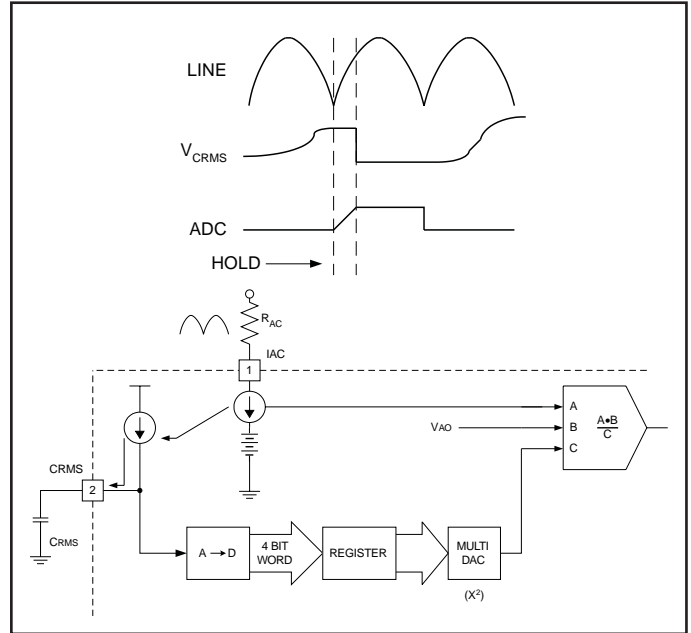 LINE
VCRMS
ADC
HOLD
RAC
IAC
1
A
VAO
B
A•B
C
C
CRMS
2
CRMS
A → D
4 BIT
WORD
REGISTER
MULTI
DAC
(X²)